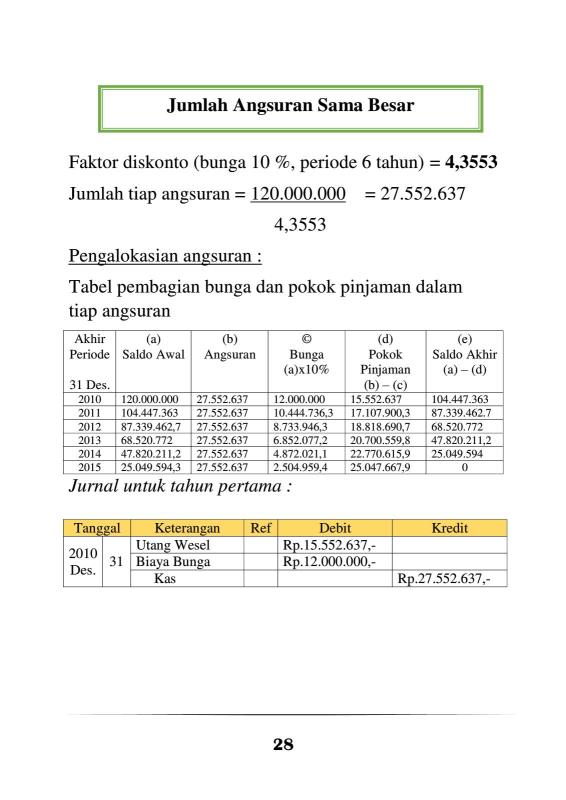 Jumlah Angsuran Sama Besar
Faktor diskonto (bunga 10 %, periode 6 tahun) = 4,3553
Jumlah tiap angsuran = 120.000.000 = 27.552.637
4,3553
Pengalokasian angsuran :
Tabel pembagian bunga dan pokok pinjaman dalam
tiap angsuran
Akhir (a) (b) © (d) (e)
Periode Saldo Awal Angsuran Bunga Pokok Saldo Akhir
(a)x10% Pinjaman (a) – (d)
31 Des. (b) – (c)
2010 120.000.000 27.552.637 12.000.000 15.552.637 104.447.363
2011 104.447.363 27.552.637 10.444.736,3 17.107.900,3 87.339.462.7
2012 87.339.462,7 27.552.637 8.733.946,3 18.818.690,7 68.520.772
2013 68.520.772 27.552.637 6.852.077,2 20.700.559,8 47.820.211,2
2014 47.820.211,2 27.552.637 4.872.021,1 22.770.615,9 25.049.594
2015 25.049.594,3 27.552.637 2.504.959,4 25.047.667,9 0
Jurnal untuk tahun pertama :
Tanggal Keterangan Ref Debit Kredit
2010 Des. 31 Utang Wesel Rp.15.552.637,-
Biaya Bunga Rp.12.000.000,-
Kas Rp.27.552.637,-
28